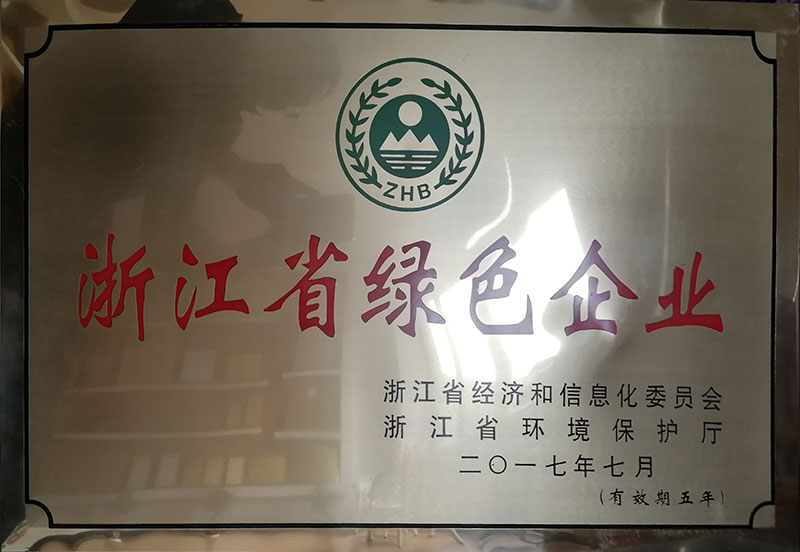 ZHB
浙江省绿色企业
浙江省经济和信息化委员会
浙江省环境保护厅
二〇一七年七月
（有效期五年）